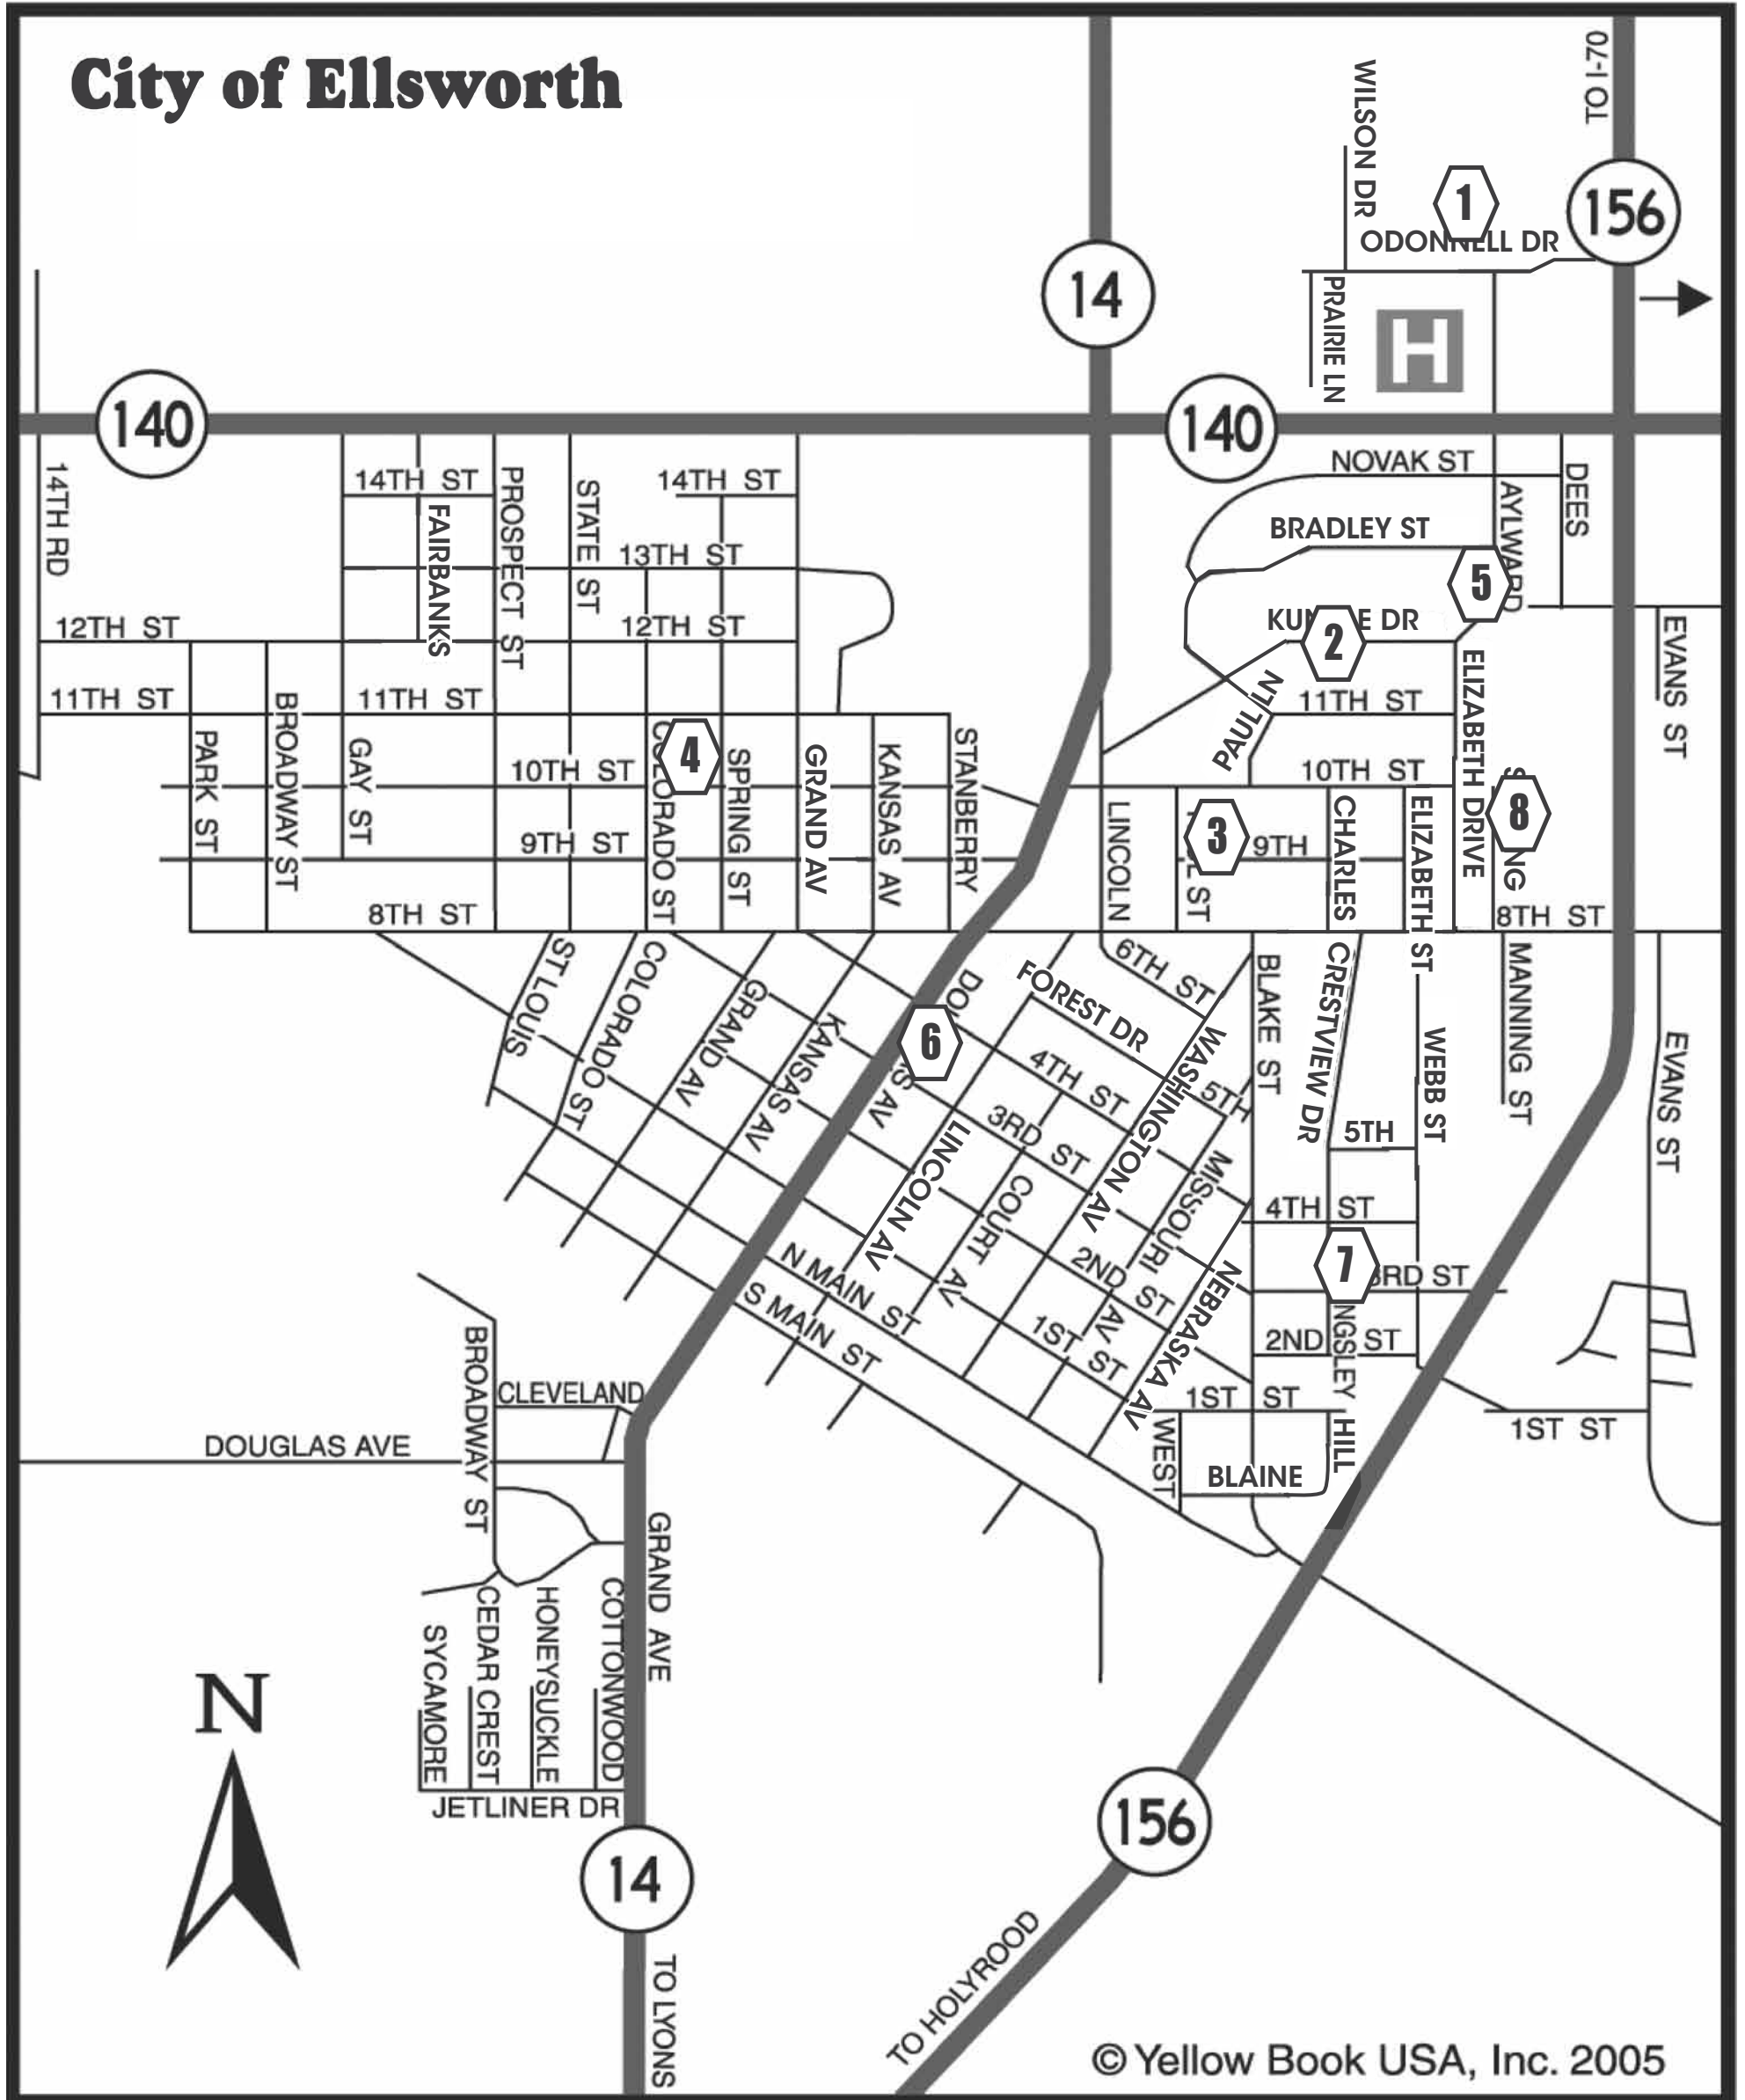 City of Ellsworth
WILSON DR
TO I-70
1
156
ODONNELL DR
14
PRAIRIE LN
H
140
140
NOVAK ST
14TH RD
14TH ST
14TH ST
PROSPECT ST
STATE ST
FAIRBANKS
DEES
AYLWARD
BRADLEY ST
13TH ST
5
12TH ST
12TH ST
2
DR
EVANS ST
ELIZABETH DRIVE
11TH ST
11TH ST
11TH ST
PAUL LN
BROADWAY ST
PARK ST
GAY ST
10TH ST
COLORADO ST
4
SPRING ST
GRAND AV
KANSAS AV
STANBERRY
10TH ST
LINCOLN
3
ST
9TH
CHARLES
ELIZABETH ST
8
9TH ST
8TH ST
8TH ST
ST LOUIS
COLORADO ST
GRAND AV
KANSAS AV
6
AV
FOREST DR
6TH ST
BLAKE ST
CRESTVIEW DR
MANNING ST
WEBB ST
EVANS ST
4TH ST
WASHINGTON AV
5TH
3RD ST
5TH
LINCOLN AV
COURT AV
MISSOURI AV
4TH ST
7
3RD ST
2ND ST
NEBRASKA AV
N MAIN ST
S MAIN ST
1ST ST
2ND ST
HILL
1ST ST
1ST ST
WEST
BLAINE
BROADWAY ST
CLEVELAND
DOUGLAS AVE
GRAND AVE
SYCAMORE
CEDAR CREST
HONEYSUCKLE
COTTONWOOD
JETLINER DR
N
14
156
TO LYONS
TO HOLYROOD
© Yellow Book USA, Inc. 2005